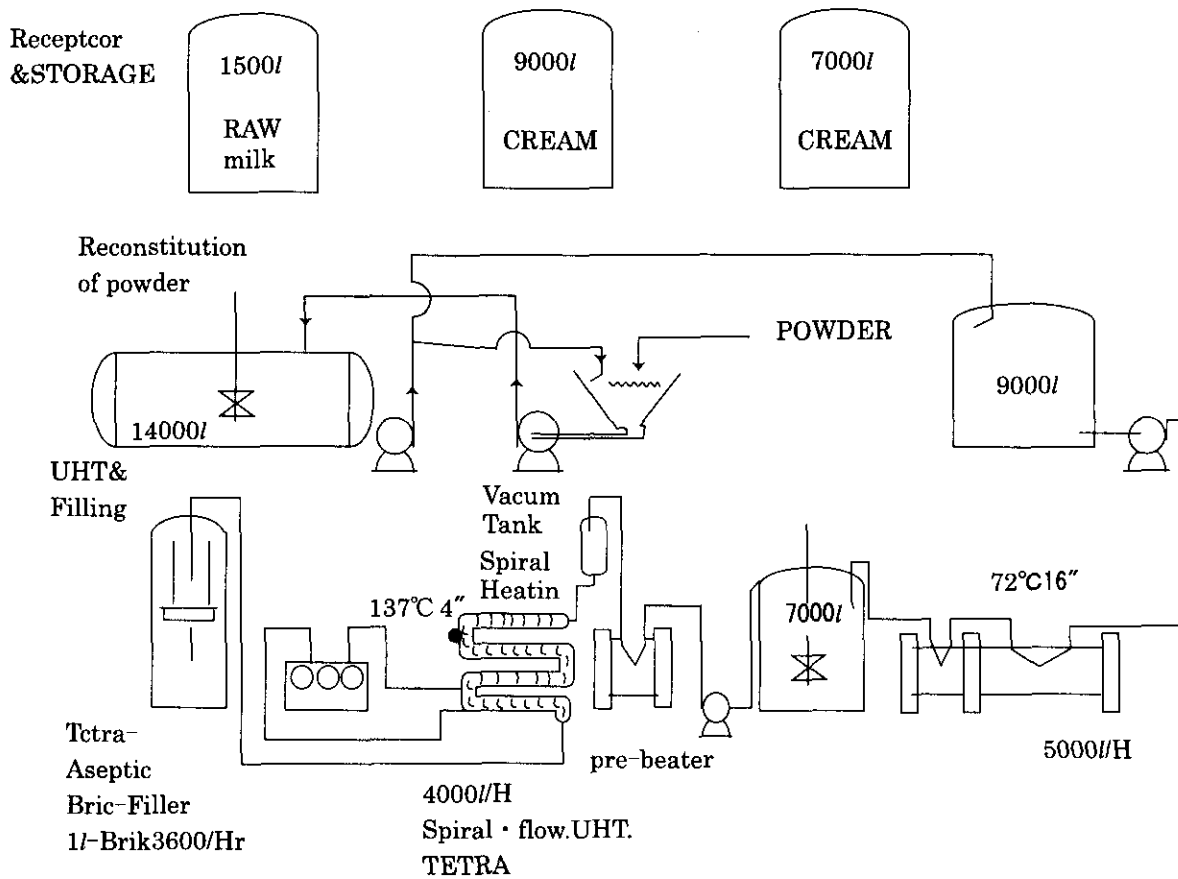 Receptcor
&STORAGE
1500l
RAW
milk
9000l
CREAM
7000l
CREAM
Reconstitution
of powder
POWDER
14000l
9000l
UHT&
Filling
Vacum
Tank
Spiral
Heatin
137℃ 4″
7000l
72℃16″
5000l/H
pre-beater
Tctra-
Aseptic
Bric-Filler
1l-Brik3600/Hr
4000l/H
Spiral・flow.UHT.
TETRA